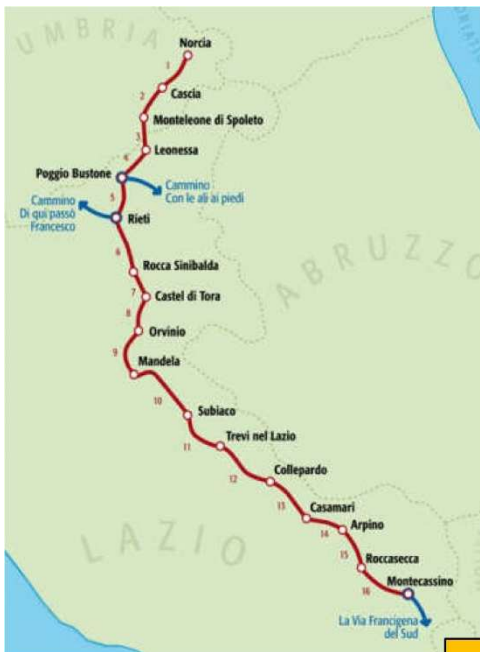 UMBRIA
Norcia
1
Cascia
2
Monteleone di Spoleto
3
Leonessa
4
Poggio Bustone
Cammino
Con le ali ai piedi
Cammino
Di qui passò
Francesco
5
Rieti
6
Rocca Sinibalda
ABRUZZO
7
Castel di Tora
8
Orvinio
9
Mandela
10
Subiaco
11
Trevi nel Lazio
12
Collepardo
13
Casamari
14
Arpino
LAZIO
15
Roccasecca
16
Montecassino
La Via Francigena
del Sud